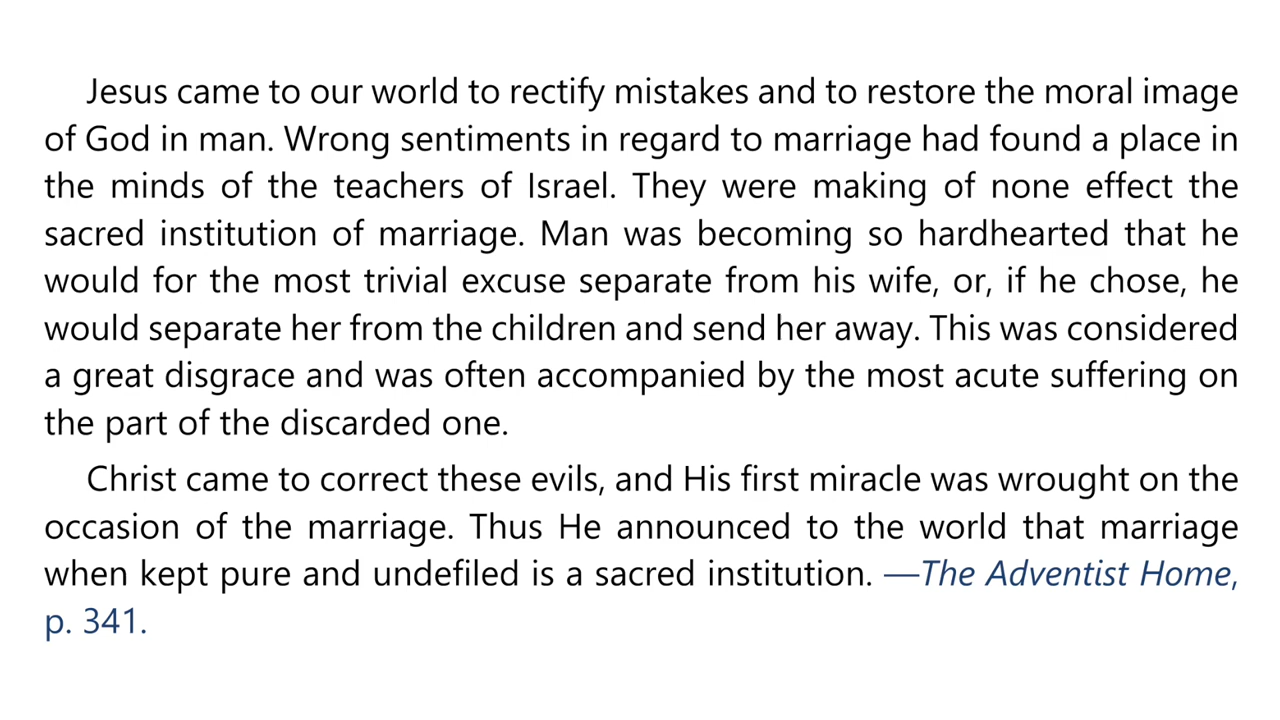 Jesus came to our world to rectify mistakes and to restore the moral image
of God in man. Wrong sentiments in regard to marriage had found a place in
the minds of the teachers of Israel. They were making of none effect the
sacred institution of marriage. Man was becoming so hardhearted that he
would for the most trivial excuse separate from his wife, or, if he chose, he
would separate her from the children and send her away. This was considered
a great disgrace and was often accompanied by the most acute suffering on
the part of the discarded one.
Christ came to correct these evils, and His first miracle was wrought on the
occasion of the marriage. Thus He announced to the world that marriage
when kept pure and undefiled is a sacred institution. —The Adventist Home,
p. 341.